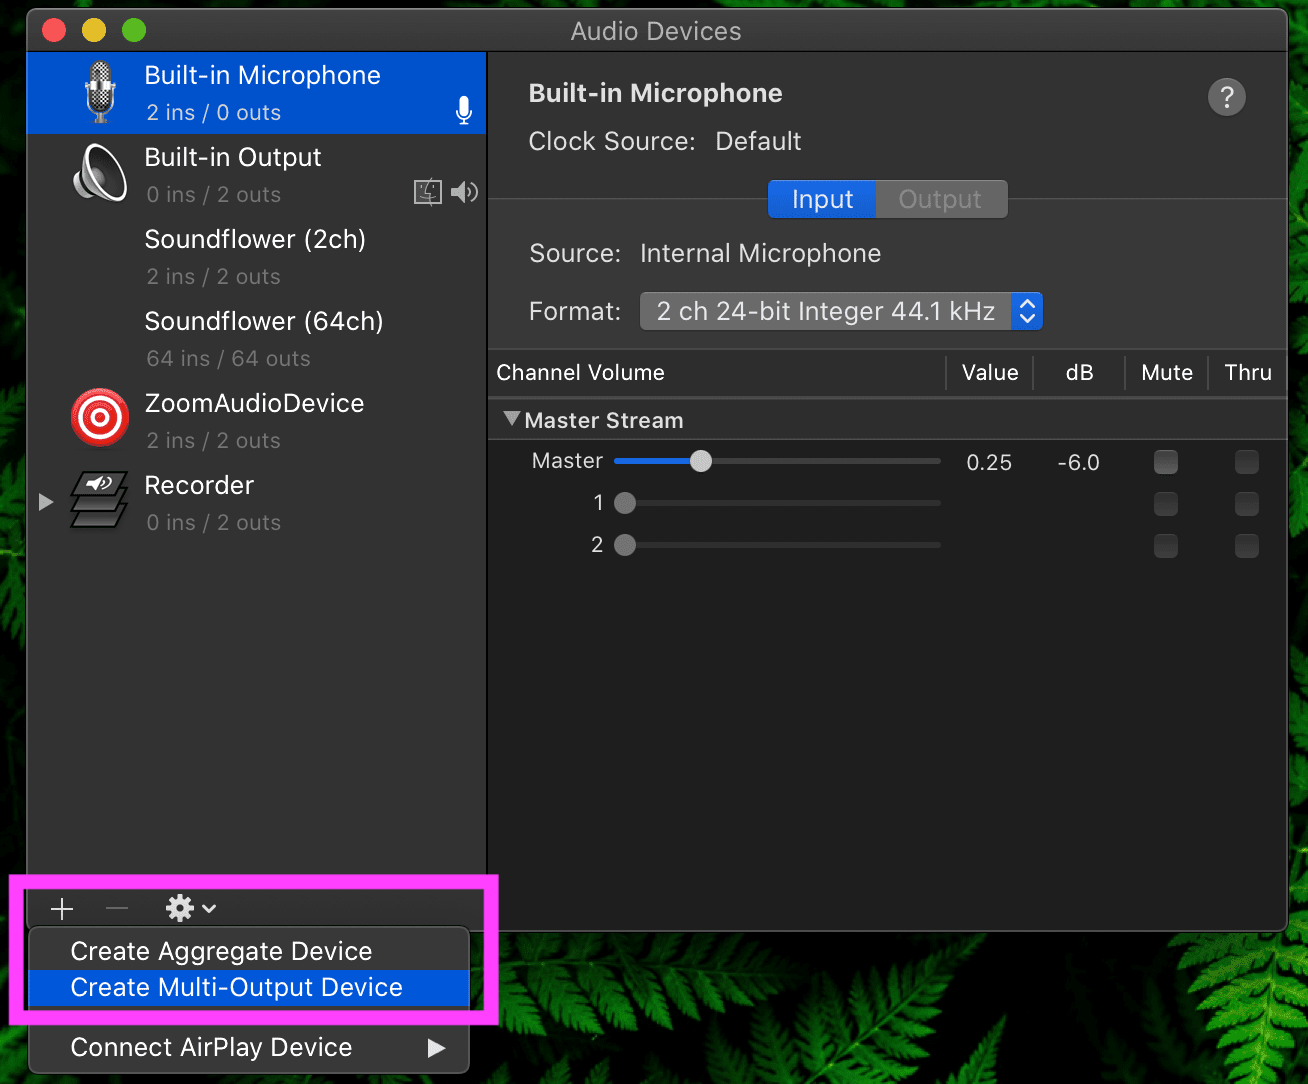 Audio Devices
Built-in Microphone
2 ins / 0 outs
Built-in Output
0 ins / 2 outs
Soundflower (2ch)
2 ins / 2 outs
Soundflower (64ch)
64 ins / 64 outs
ZoomAudioDevice
2 ins / 2 outs
Recorder
0 ins / 2 outs
Built-in Microphone
?
Clock Source: Default
Input Output
Source: Internal Microphone
Format: 2 ch 24-bit Integer 44.1 kHz
Channel Volume Value dB Mute Thru
Master Stream
Master 0.25 -6.0
1
2
Create Aggregate Device
Create Multi-Output Device
Connect AirPlay Device